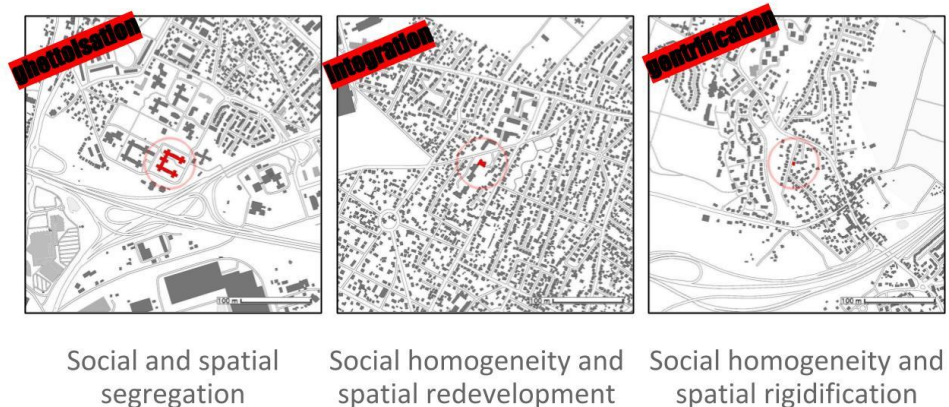 ghettoïsation
integration
gentrification
100 m
100 m
100 m
Social and spatial
segregation
Social homogeneity and
spatial redevelopment
Social homogeneity and
spatial rigidification